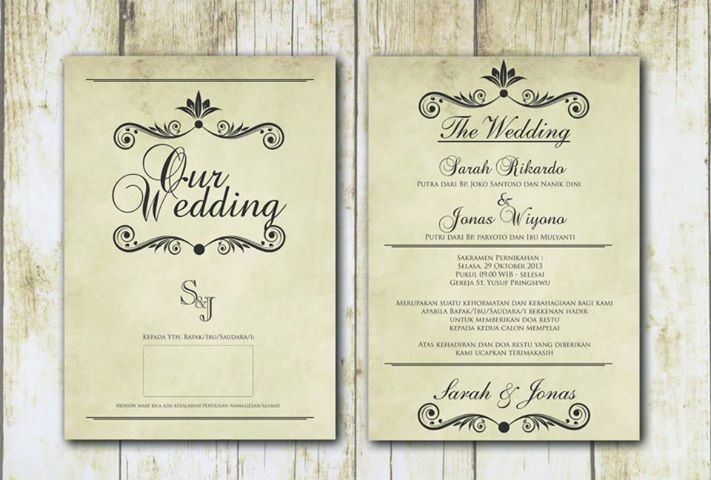 Our
Wedding
S&J
Kepada Yth. Bapak/Ibu/Saudara/i:
Mohon maaf bila ada kesalahan penulisan nama,gelar/alamat
The Wedding
Sarah Rikardo
Putra dari Bp. Joko Santoso dan Nanik Dini
&
Jonas Wiyono
Putri dari Bp. Paryoto dan Ibu Mulyanti
Sakramen Pernikahan :
Selasa, 29 Oktober 2013
Pukul 09.00 WIB - selesai
Gereja St. Yusuf Pringsewu
Merupakan suatu kehormatan dan kebahagiaan bagi kami
apabila Bapak/Ibu/Saudara/i berkenan hadir
untuk memberikan doa restu
kepada kedua calon mempelai
Atas kehadiran dan doa restu yang diberikan
kami ucapkan terimakasih
Sarah & Jonas